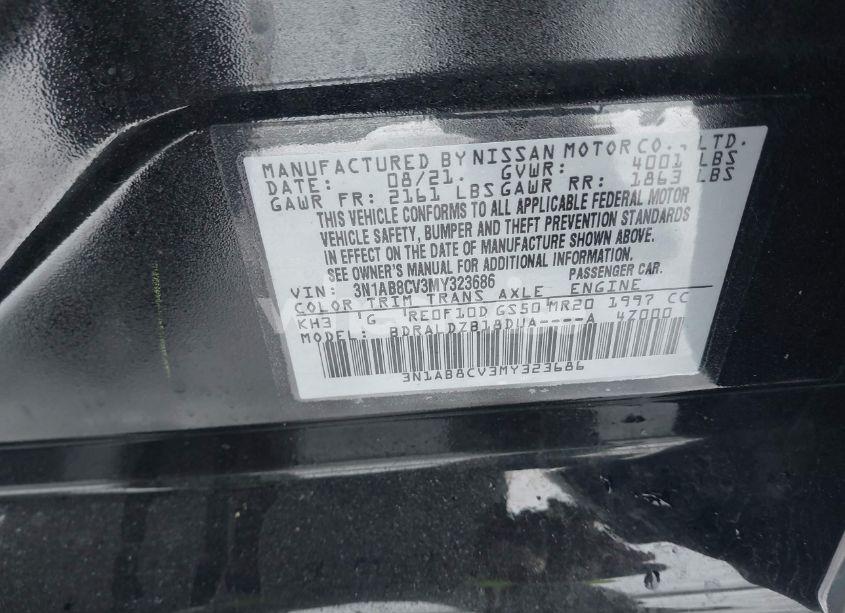 MANUFACTURED BY NISSAN MOTOR CO., LTD.
DATE: 08/21. GVWR: 4001 LBS
GAWR FR: 2161 LBS GAWR RR: 1863 LBS
THIS VEHICLE CONFORMS TO ALL APPLICABLE FEDERAL MOTOR
VEHICLE SAFETY, BUMPER AND THEFT PREVENTION STANDARDS
IN EFFECT ON THE DATE OF MANUFACTURE SHOWN ABOVE.
SEE OWNER'S MANUAL FOR ADDITIONAL INFORMATION.
VIN: 3N1AB8CV3MY323686 PASSENGER CAR.
COLOR TRIM TRANS AXLE ENGINE
KH3 'G 'RE0F10D GS50'MR20 1997 CC
MODEL: BDRALDZB18DUA----A 4Z000
3N1AB8CV3MY323686